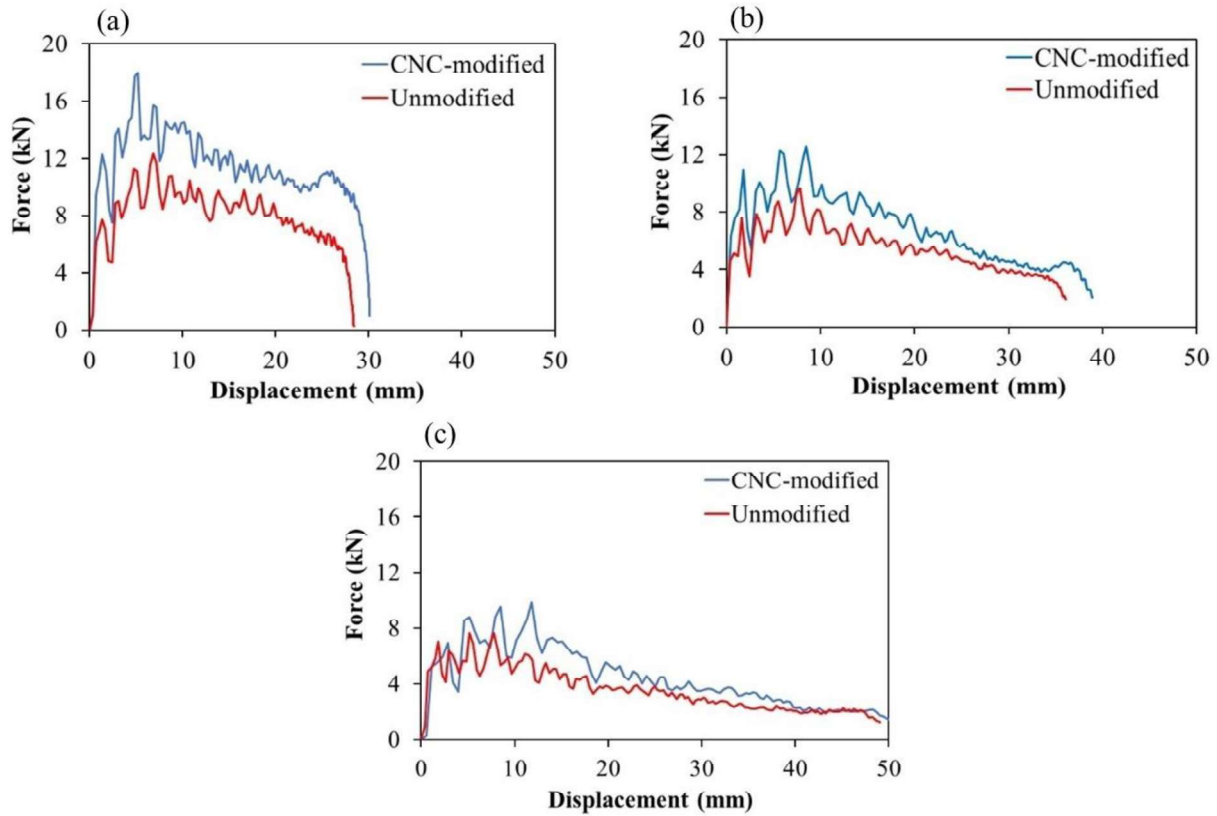 (a)
20
16
12
8
4
0
Force (kN)
CNC-modified
Unmodified
0 10 20 30 40 50
Displacement (mm)
(b)
20
16
12
8
4
0
Force (kN)
CNC-modified
Unmodified
0 10 20 30 40 50
Displacement (mm)
(c)
20
16
12
8
4
0
Force (kN)
CNC-modified
Unmodified
0 10 20 30 40 50
Displacement (mm)